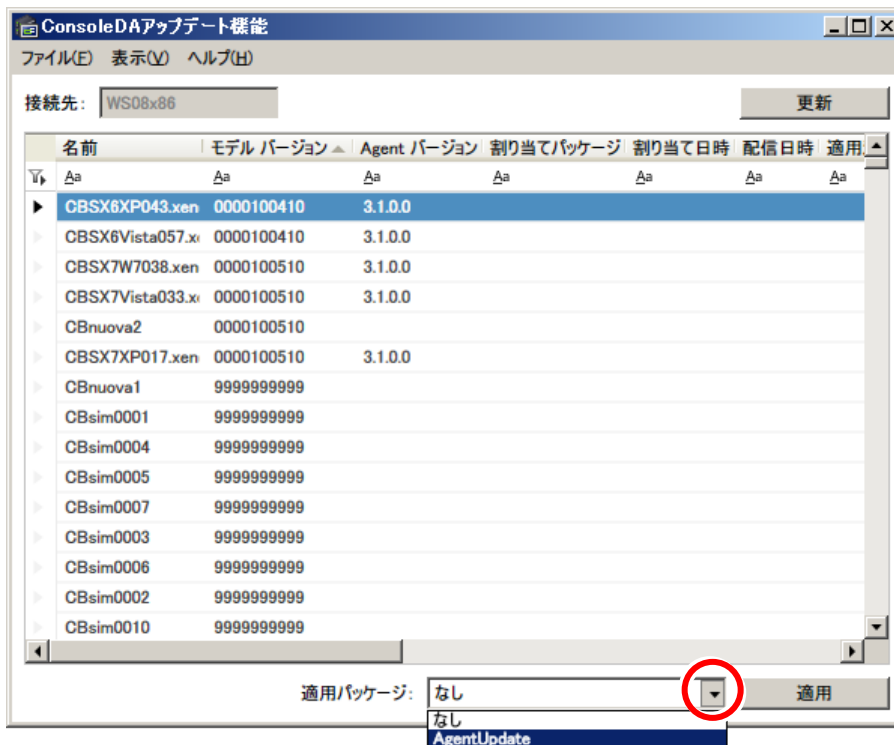 ConsoleDAアップデート機能
ファイル(F) 表示(V) ヘルプ(H)
接続先: WS08x86 更新
名前 モデル バージョン Agent バージョン 割り当てパッケージ 割り当て日時 配信日時 適用
Aa Aa Aa Aa Aa Aa Aa
CBSX6XP043.xen 0000100410 3.1.0.0
CBSX6Vista057.x 0000100410 3.1.0.0
CBSX7W7038.xen 0000100510 3.1.0.0
CBSX7Vista033.x 0000100510 3.1.0.0
CBnuova2 0000100510
CBSX7XP017.xen 0000100510 3.1.0.0
CBnuova1 9999999999
CBsim0001 9999999999
CBsim0004 9999999999
CBsim0005 9999999999
CBsim0007 9999999999
CBsim0003 9999999999
CBsim0006 9999999999
CBsim0002 9999999999
CBsim0010 9999999999
適用パッケージ: なし 適用
なし
AgentUpdate